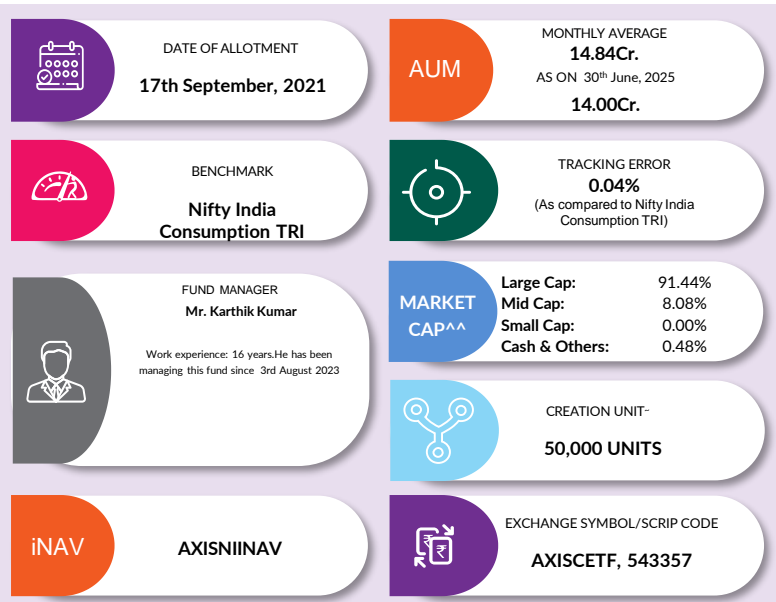 DATE OF ALLOTMENT
17th September, 2021
AUM
MONTHLY AVERAGE
14.84Cr.
AS ON 30th June, 2025
14.00Cr.
BENCHMARK
Nifty India
Consumption TRI
TRACKING ERROR
0.04%
(As compared to Nifty India
Consumption TRI)
FUND MANAGER
Mr. Karthik Kumar
Work experience: 16 years.He has been
managing this fund since 3rd August 2023
MARKET
CAP^^
Large Cap: 91.44%
Mid Cap: 8.08%
Small Cap: 0.00%
Cash & Others: 0.48%
CREATION UNIT~
50,000 UNITS
iNAV
AXISNIINAV
EXCHANGE SYMBOL/SCRIP CODE
AXISCETF, 543357